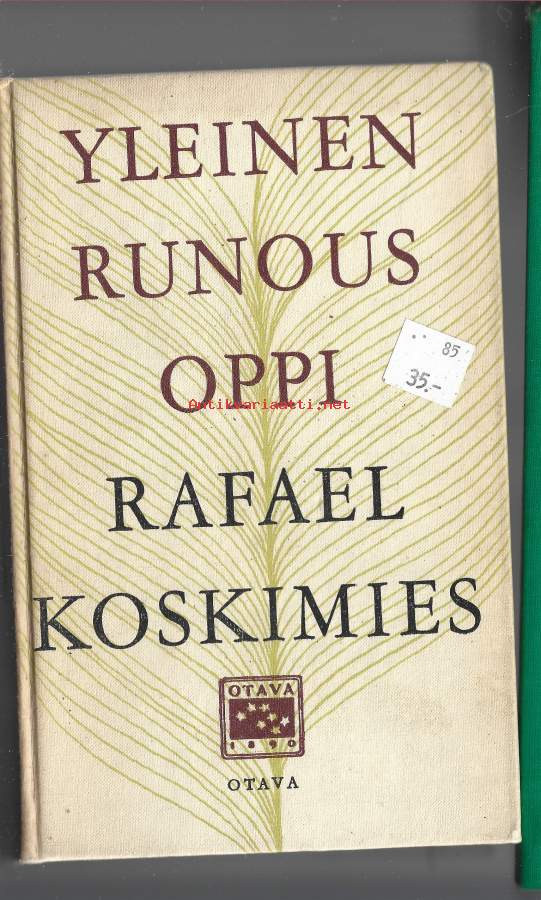 YLEINEN
RUNOUS
OPPI
85
35.-
Antikvariaatti.net
RAFAEL
KOSKIMIES
OTAVA
1890
OTAVA